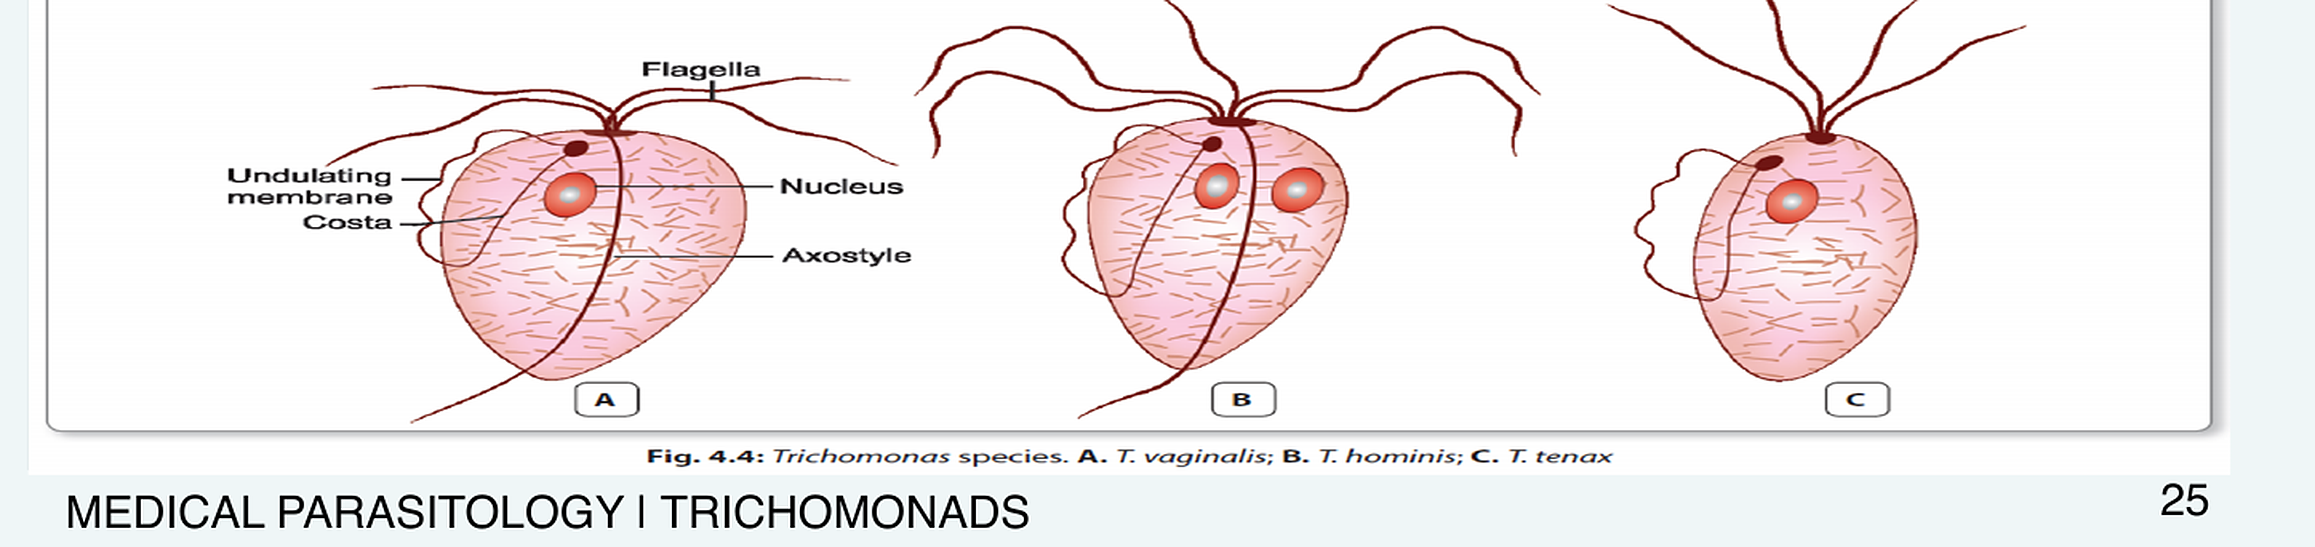 Flagella
Undulating
membrane
Costa
Nucleus
Axostyle
A
B
C
Fig. 4.4: Trichomonas species. A. T. vaginalis; B. T. hominis; C. T. tenax
MEDICAL PARASITOLOGY | TRICHOMONADS
25